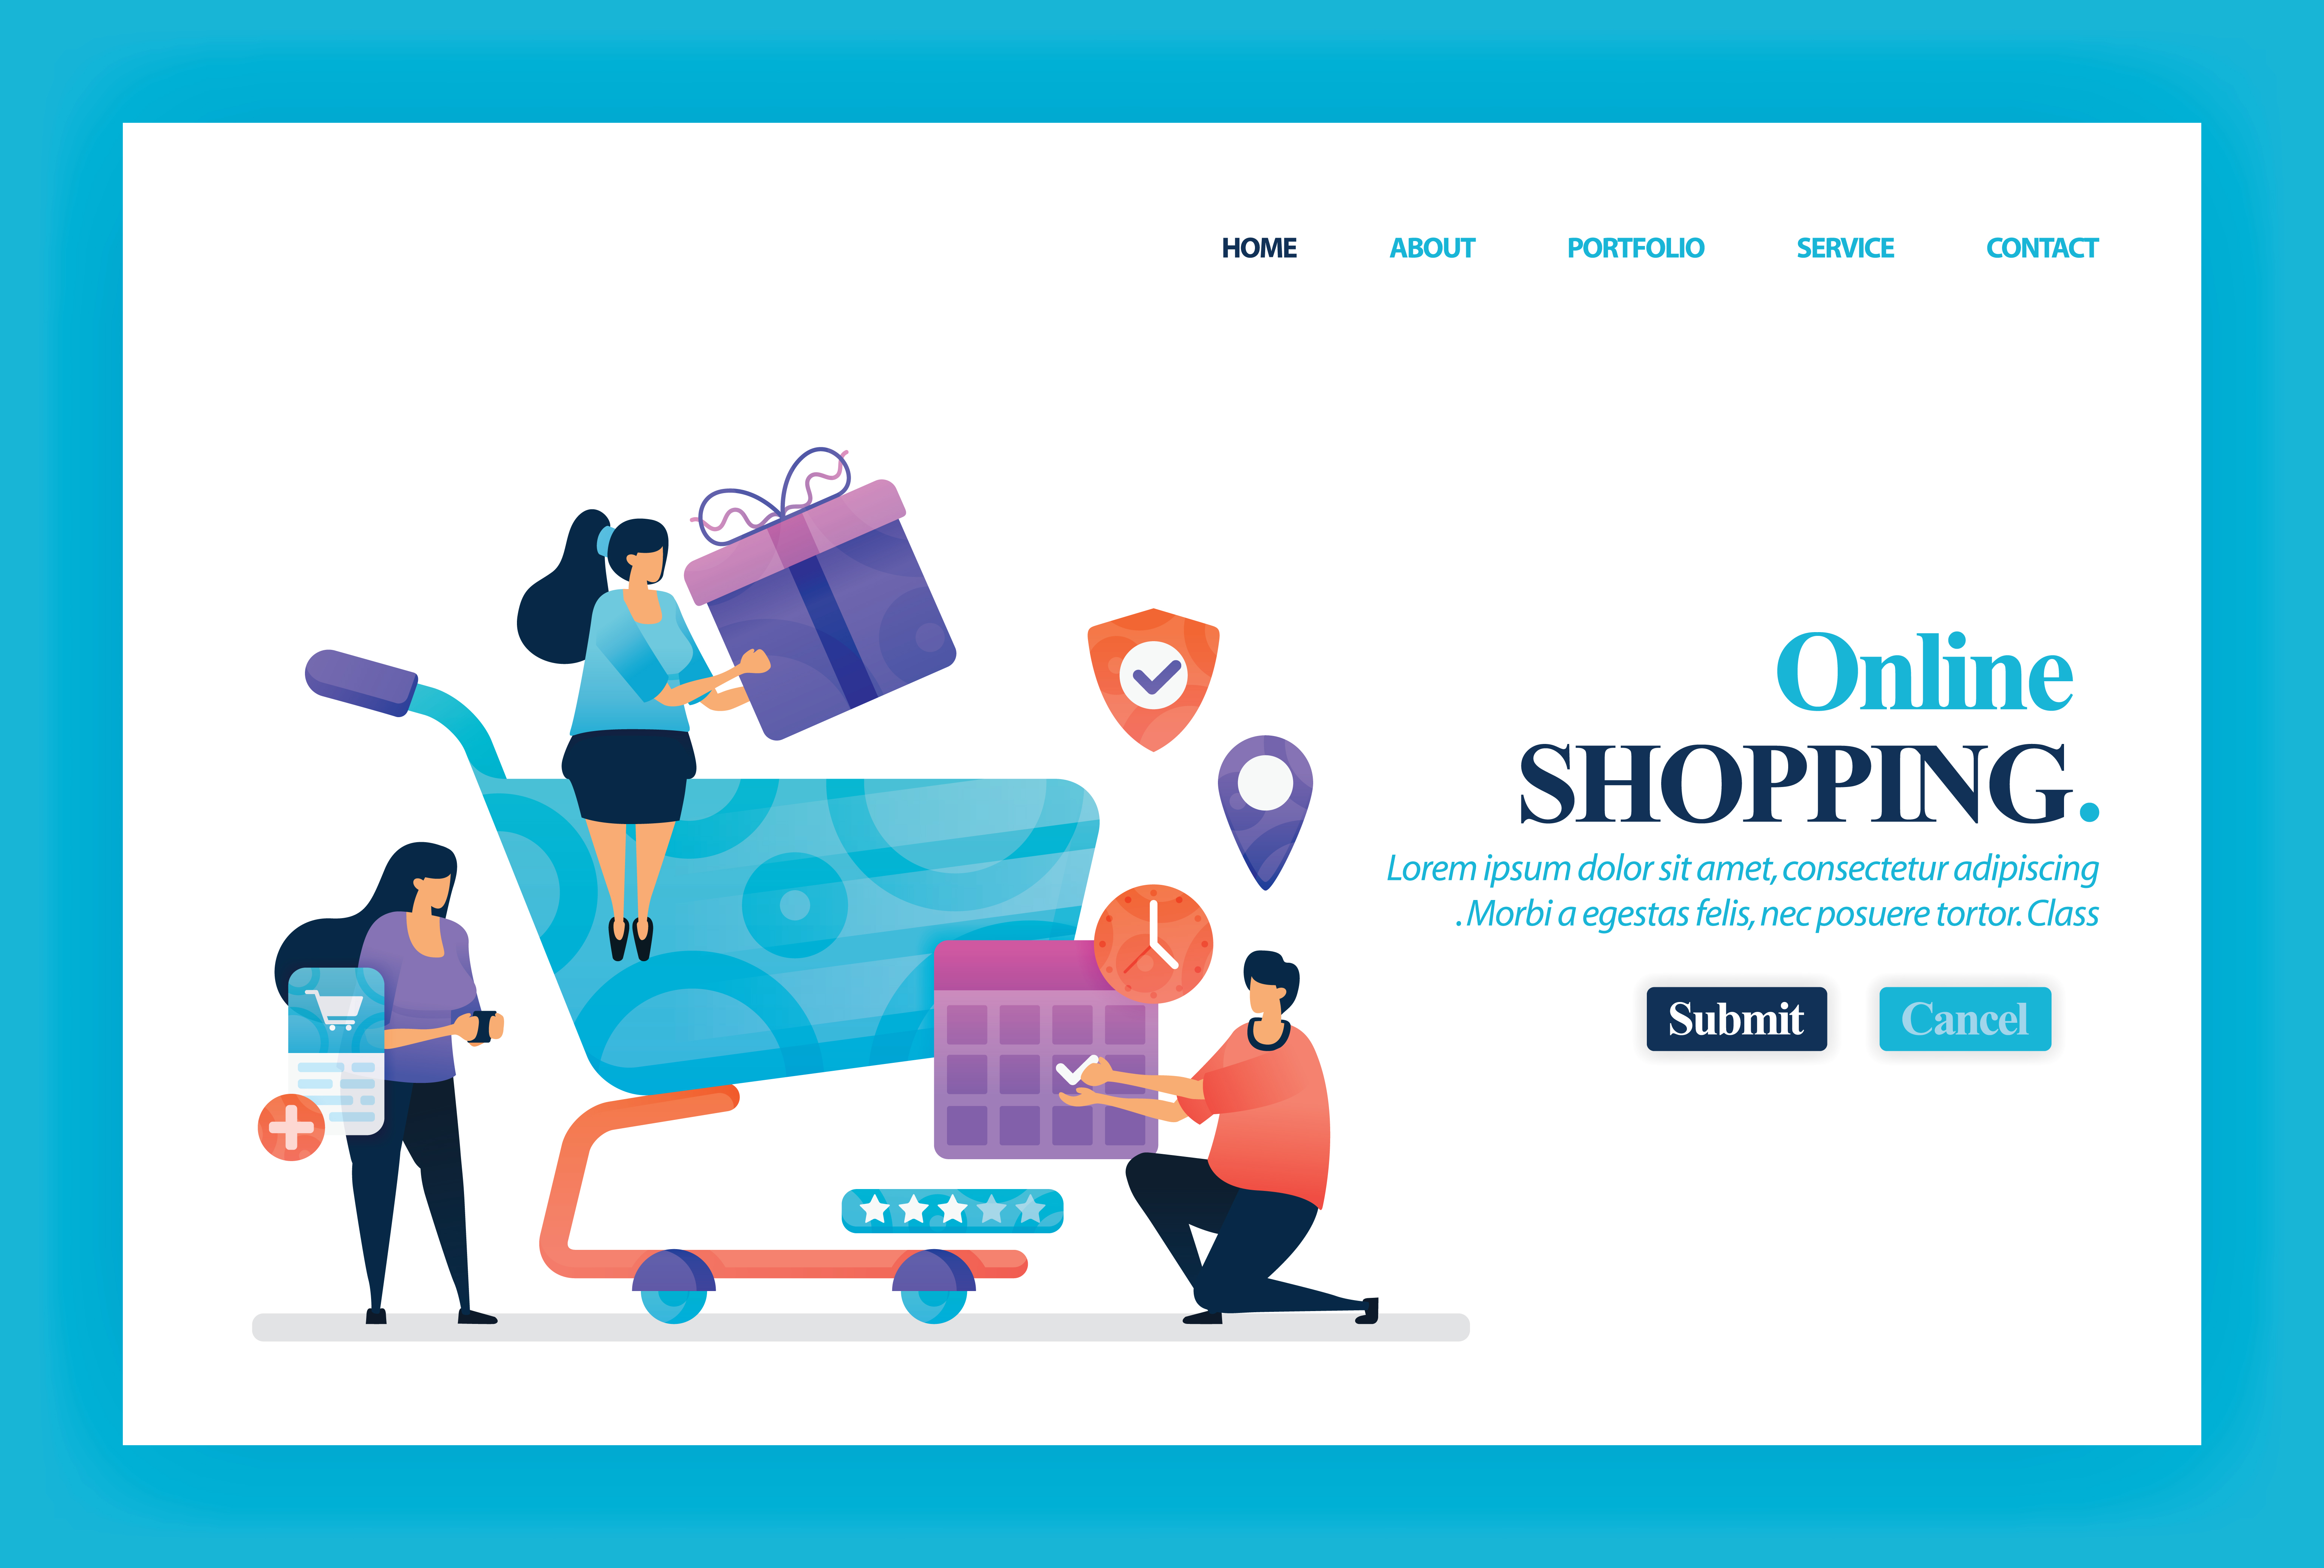 HOME ABOUT PORTFOLIO SERVICE CONTACT
Online
SHOPPING.
Lorem ipsum dolor sit amet, consectetur adipiscing
. Morbi a egestas felis, nec posuere tortor. Class
Submit Cancel